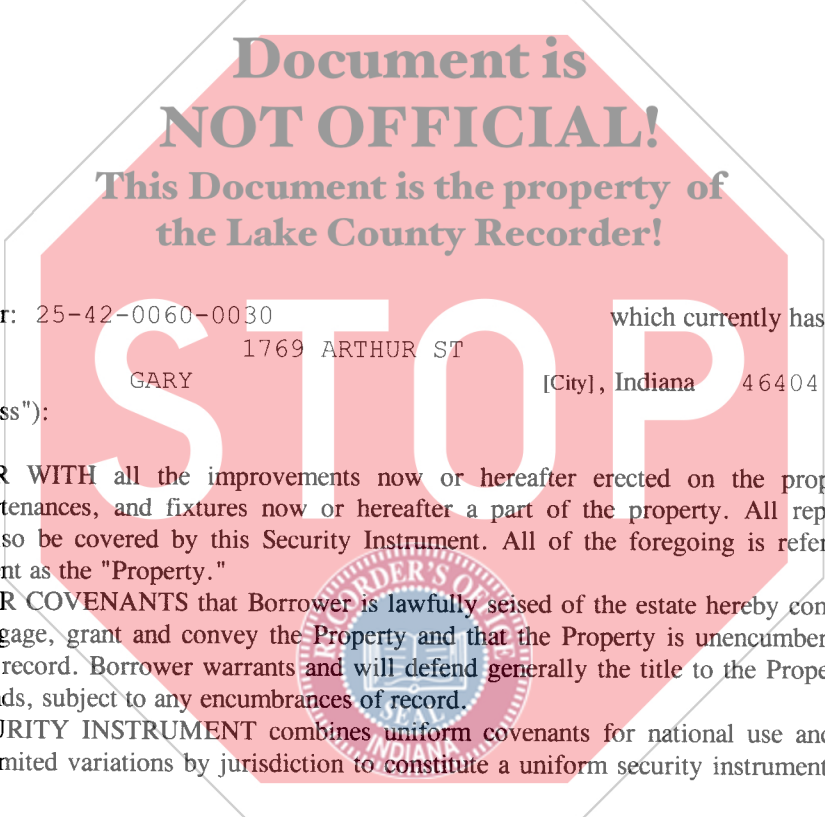 Document is
NOT OFFICIAL!
This Document is the property of
the Lake County Recorder!
STOP
r: 25-42-0060-0030 which currently has
1769 ARTHUR ST
GARY [City], Indiana 46404
ss"):
R WITH all the improvements now or hereafter erected on the prop
tenances, and fixtures now or hereafter a part of the property. All rep
so be covered by this Security Instrument. All of the foregoing is refer
nt as the "Property."
R COVENANTS that Borrower is lawfully seised of the estate hereby con
gage, grant and convey the Property and that the Property is unencumber
record. Borrower warrants and will defend generally the title to the Prope
ds, subject to any encumbrances of record.
URITY INSTRUMENT combines uniform covenants for national use and
mited variations by jurisdiction to constitute a uniform security instrument
RECORDER'S OFFICE
SEAL
INDIANA